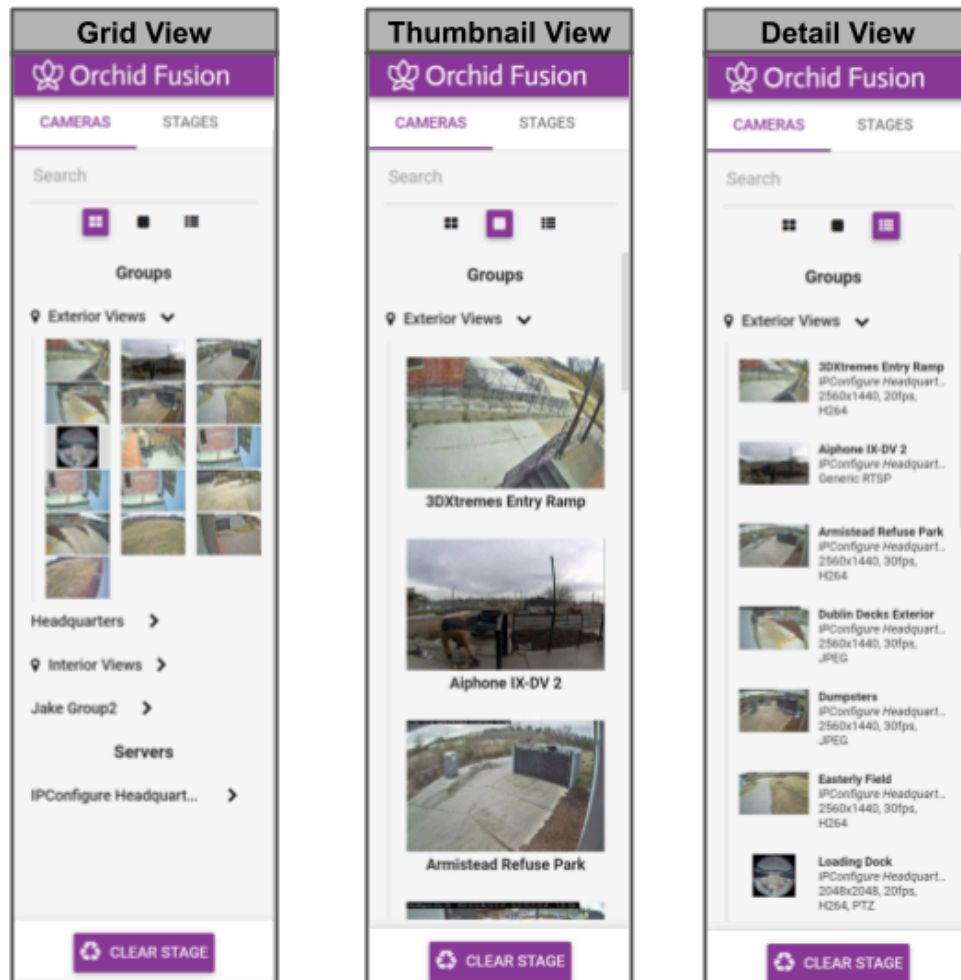 Grid View
Orchid Fusion
CAMERAS STAGES
Search
Groups
Exterior Views
Headquarters
Interior Views
Jake Group2
Servers
IPConfigure Headquart...
CLEAR STAGE
Thumbnail View
Orchid Fusion
CAMERAS STAGES
Search
Groups
Exterior Views
3DXtremes Entry Ramp
Aiphone IX-DV 2
Armistead Refuse Park
CLEAR STAGE
Detail View
Orchid Fusion
CAMERAS STAGES
Search
Groups
Exterior Views
3DXtremes Entry Ramp
IPConfigure Headquart...
2560x1440, 20fps,
H264
Aiphone IX-DV 2
IPConfigure Headquart...
Generic RTSP
Armistead Refuse Park
IPConfigure Headquart...
2560x1440, 30fps,
H264
Dublin Decks Exterior
IPConfigure Headquart...
2560x1440, 30fps,
JPEG
Dumpsters
IPConfigure Headquart...
2560x1440, 30fps,
JPEG
Easterly Field
IPConfigure Headquart...
2560x1440, 30fps,
H264
Loading Dock
IPConfigure Headquart...
2048x2048, 20fps,
H264, PTZ
CLEAR STAGE